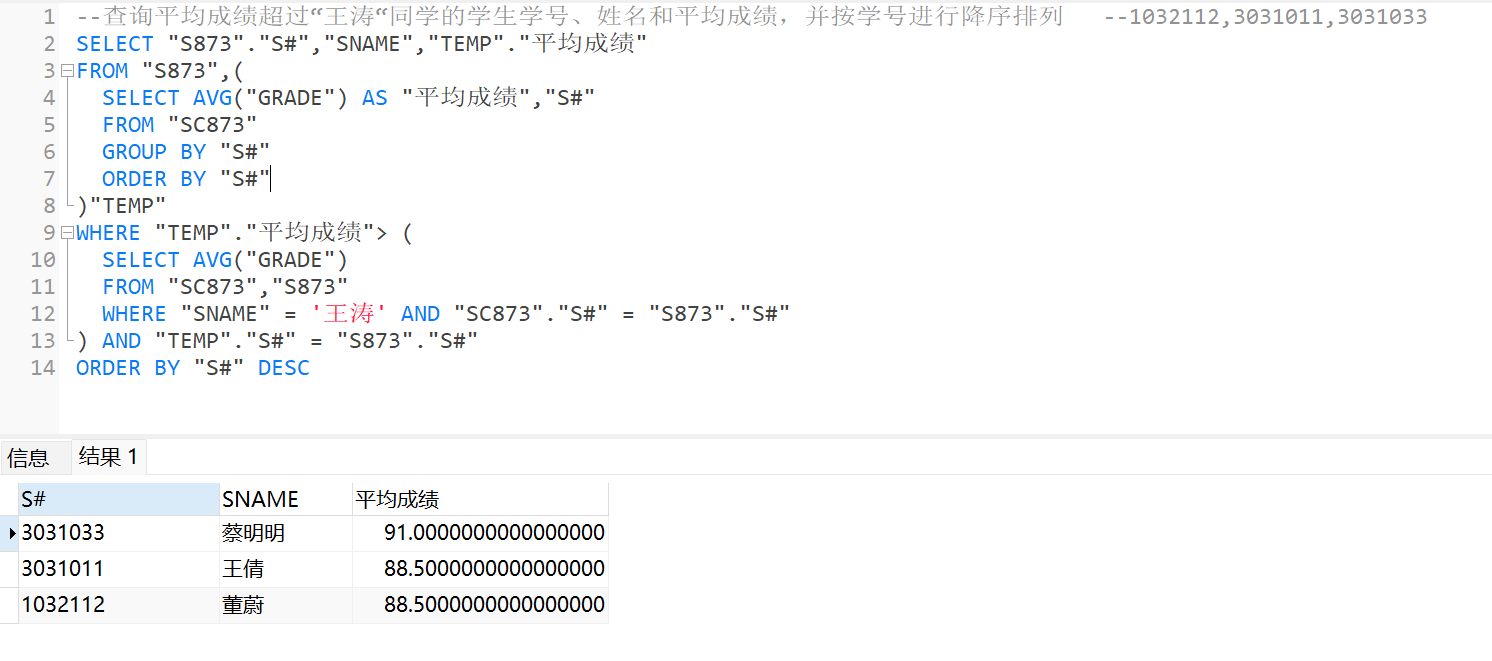 1 --查询平均成绩超过“王涛“同学的学生学号、姓名和平均成绩，并按学号进行降序排列   --1032112,3031011,3031033
2 SELECT "S873"."S#","SNAME","TEMP"."平均成绩"
3 FROM "S873",(
4   SELECT AVG("GRADE") AS "平均成绩","S#"
5   FROM "SC873"
6   GROUP BY "S#"
7   ORDER BY "S#"
8 )"TEMP"
9 WHERE "TEMP"."平均成绩"> (
10   SELECT AVG("GRADE")
11   FROM "SC873","S873"
12   WHERE "SNAME" = '王涛' AND "SC873"."S#" = "S873"."S#"
13 ) AND "TEMP"."S#" = "S873"."S#"
14 ORDER BY "S#" DESC
信息 结果 1
S# SNAME 平均成绩
3031033 蔡明明 91.0000000000000000
3031011 王倩 88.5000000000000000
1032112 董蔚 88.5000000000000000